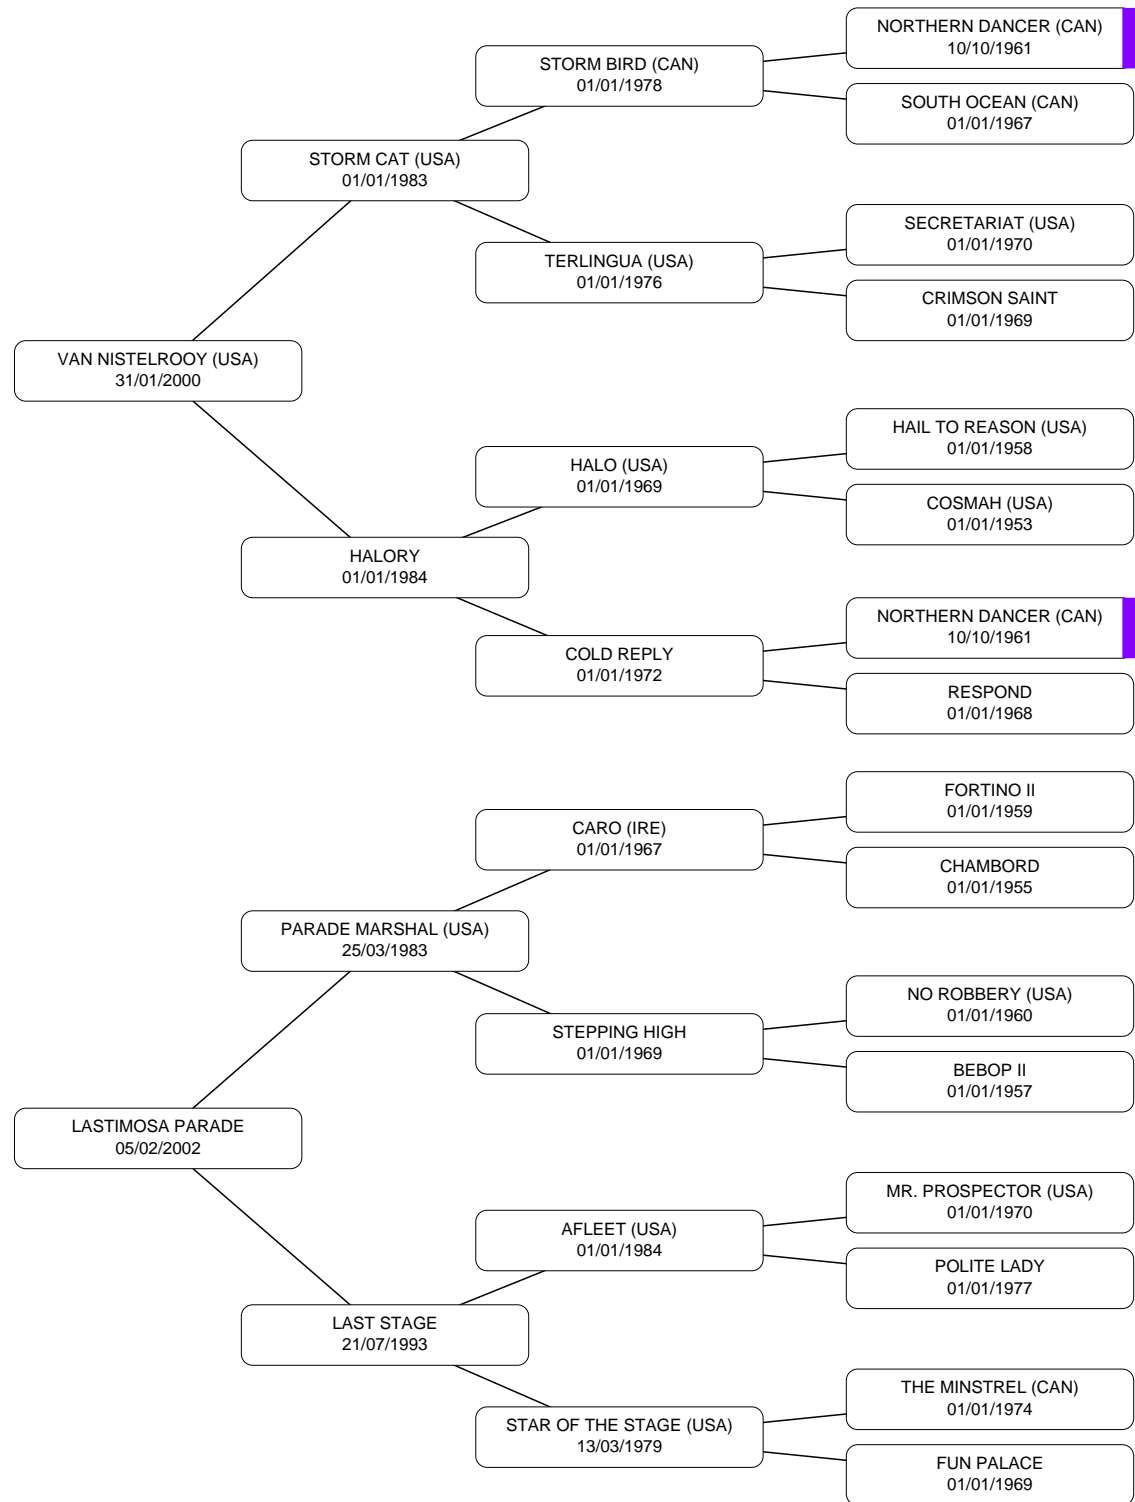 NORTHERN DANCER (CAN)
10/10/1961
STORM BIRD (CAN)
01/01/1978
SOUTH OCEAN (CAN)
01/01/1967
STORM CAT (USA)
01/01/1983
SECRETARIAT (USA)
01/01/1970
TERLINGUA (USA)
01/01/1976
CRIMSON SAINT
01/01/1969
VAN NISTELROOY (USA)
31/01/2000
HAIL TO REASON (USA)
01/01/1958
HALO (USA)
01/01/1969
COSMAH (USA)
01/01/1953
HALORY
01/01/1984
NORTHERN DANCER (CAN)
10/10/1961
COLD REPLY
01/01/1972
RESPOND
01/01/1968
FORTINO II
01/01/1959
CARO (IRE)
01/01/1967
CHAMBORD
01/01/1955
PARADE MARSHAL (USA)
25/03/1983
NO ROBBERY (USA)
01/01/1960
STEPPING HIGH
01/01/1969
BEBOP II
01/01/1957
LASTIMOSA PARADE
05/02/2002
MR. PROSPECTOR (USA)
01/01/1970
AFLEET (USA)
01/01/1984
POLITE LADY
01/01/1977
LAST STAGE
21/07/1993
THE MINSTREL (CAN)
01/01/1974
STAR OF THE STAGE (USA)
13/03/1979
FUN PALACE
01/01/1969